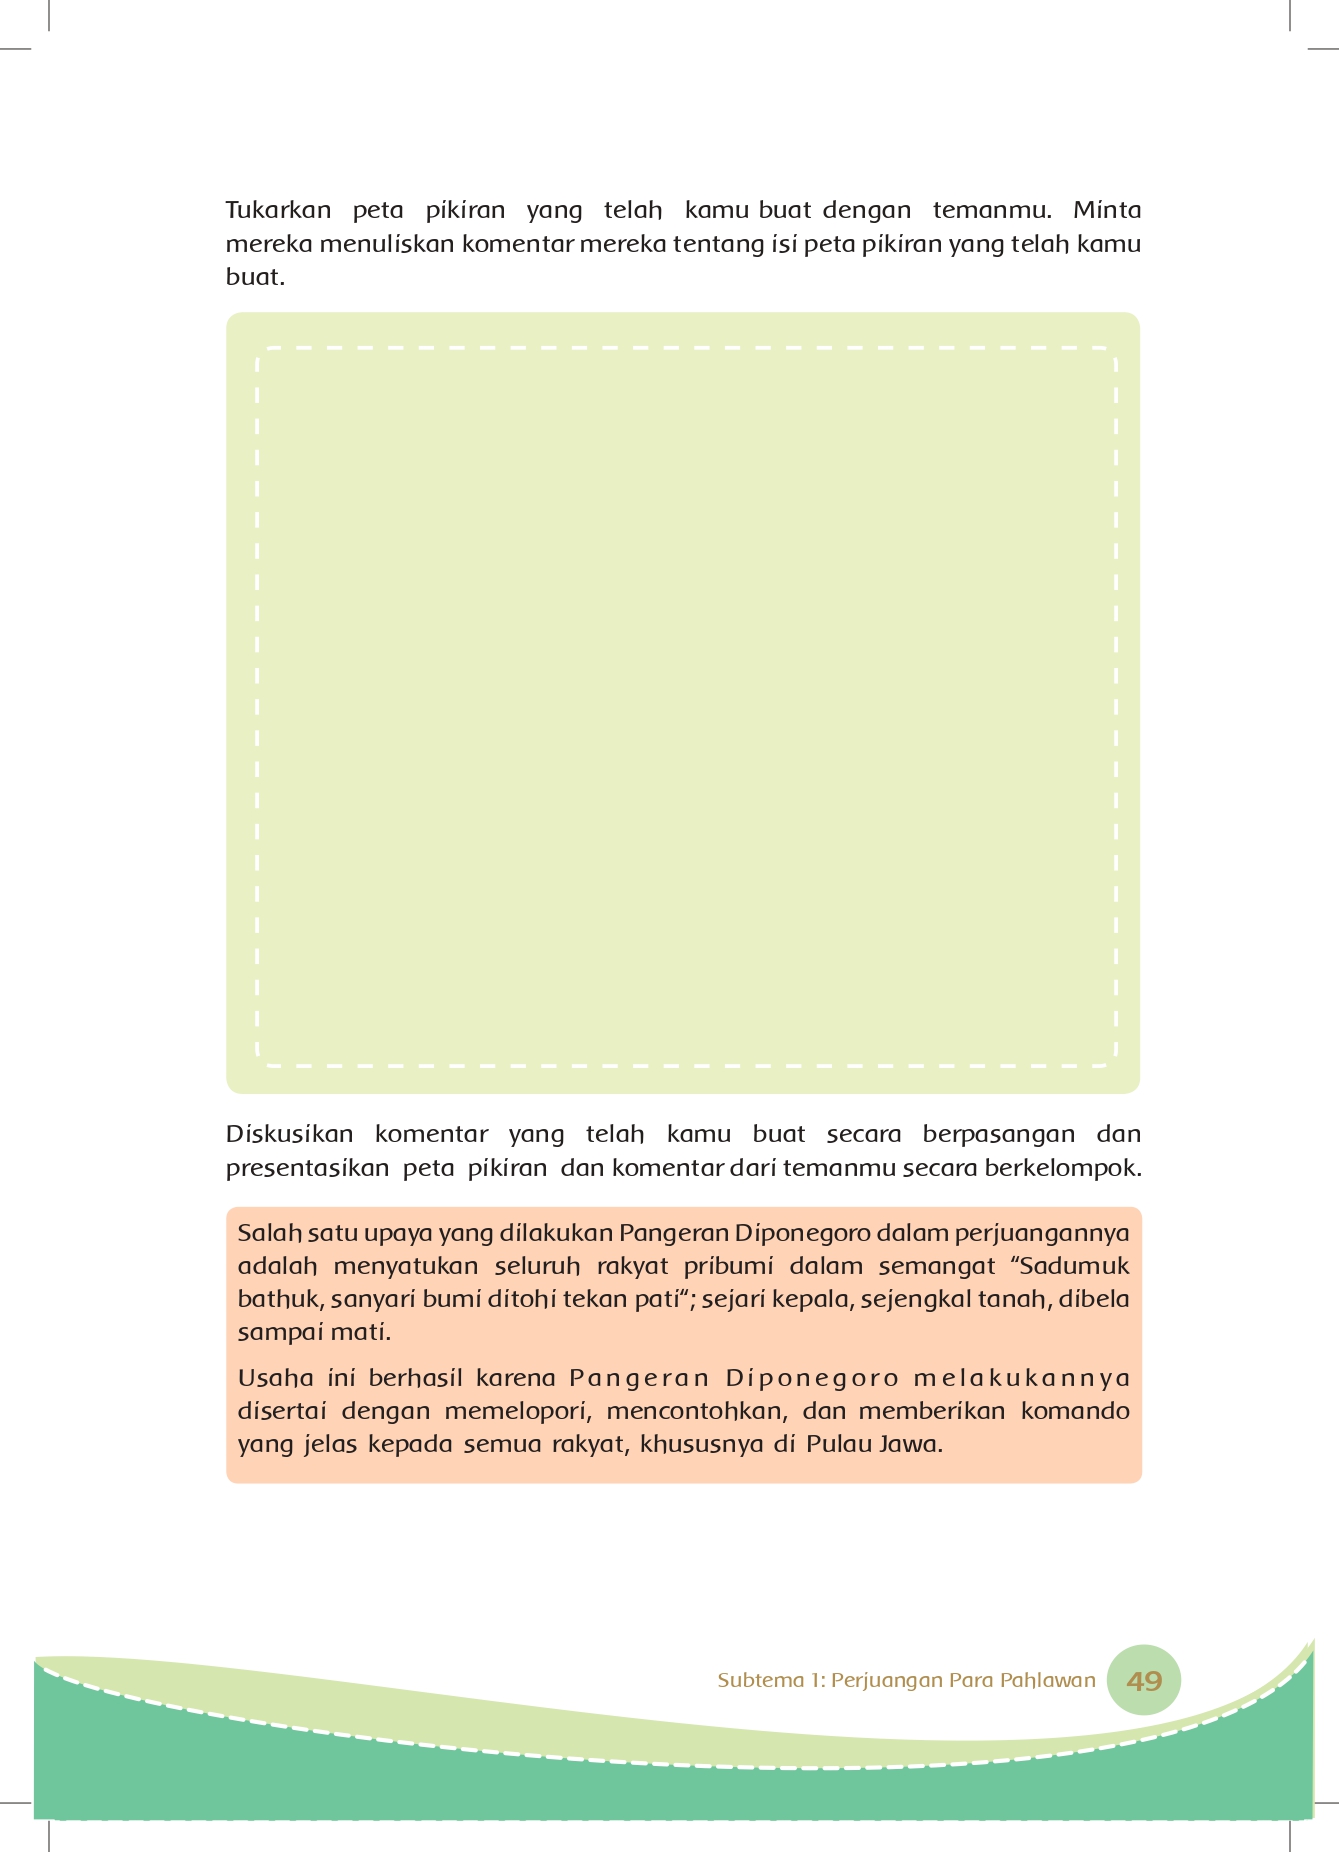 Tukarkan peta pikiran yang telah kamu buat dengan temanmu. Minta
mereka menuliskan komentar mereka tentang isi peta pikiran yang telah kamu
buat.
Diskusikan komentar yang telah kamu buat secara berpasangan dan
presentasikan peta pikiran dan komentar dari temanmu secara berkelompok.
Salah satu upaya yang dilakukan Pangeran Diponegoro dalam perjuangannya
adalah menyatukan seluruh rakyat pribumi dalam semangat “Sadumuk
bathuk, sanyari bumi ditohi tekan pati“; sejari kepala, sejengkal tanah, dibela
sampai mati.
Usaha ini berhasil karena Pangeran Diponegoro melakukannya
disertai dengan memelopori, mencontohkan, dan memberikan komando
yang jelas kepada semua rakyat, khususnya di Pulau Jawa.
Subtema 1: Perjuangan Para Pahlawan 49